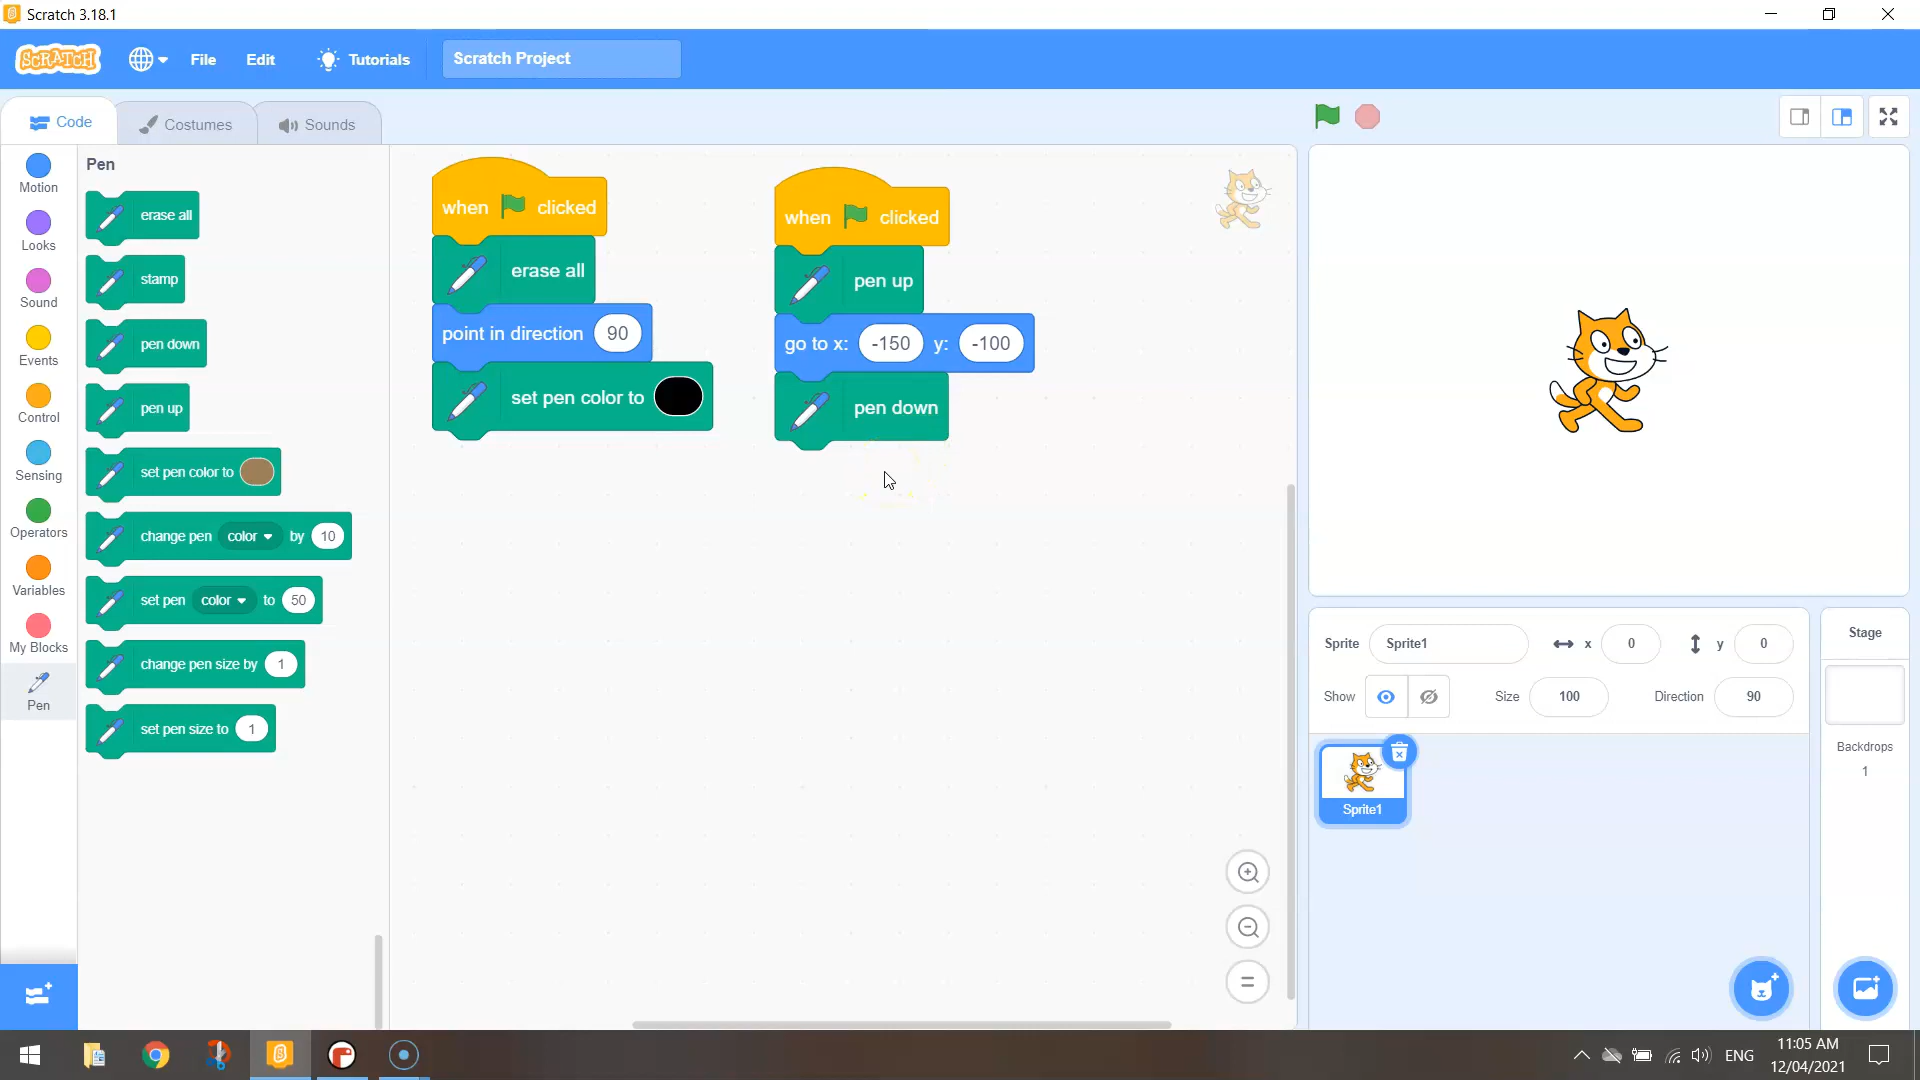 Scratch 3.18.1
SCRATCH
File
Edit
Tutorials
Scratch Project
Code
Costumes
Sounds
Motion
Looks
Sound
Events
Control
Sensing
Operators
Variables
My Blocks
Pen
Pen
erase all
stamp
pen down
pen up
set pen color to
change pen color by 10
set pen color to 50
change pen size by 1
set pen size to 1
when clicked
erase all
point in direction 90
set pen color to
when clicked
pen up
go to x: -150 y: -100
pen down
Sprite Sprite1 x 0 y 0
Show Size 100 Direction 90
Sprite1
Stage
Backdrops
1
ENG
11:05 AM
12/04/2021